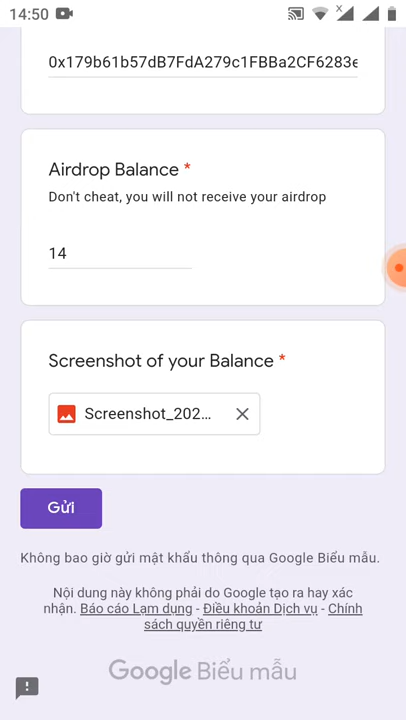 14:50
x
0x179b61b57dB7FdA279c1FBBa2CF6283e
Airdrop Balance *
Don't cheat, you will not receive your airdrop
14
Screenshot of your Balance *
Screenshot_202...
Gửi
Không bao giờ gửi mật khẩu thông qua Google Biểu mẫu.
Nội dung này không phải do Google tạo ra hay xác
nhận. Báo cáo Lạm dụng - Điều khoản Dịch vụ - Chính
sách quyền riêng tư
Google Biểu mẫu